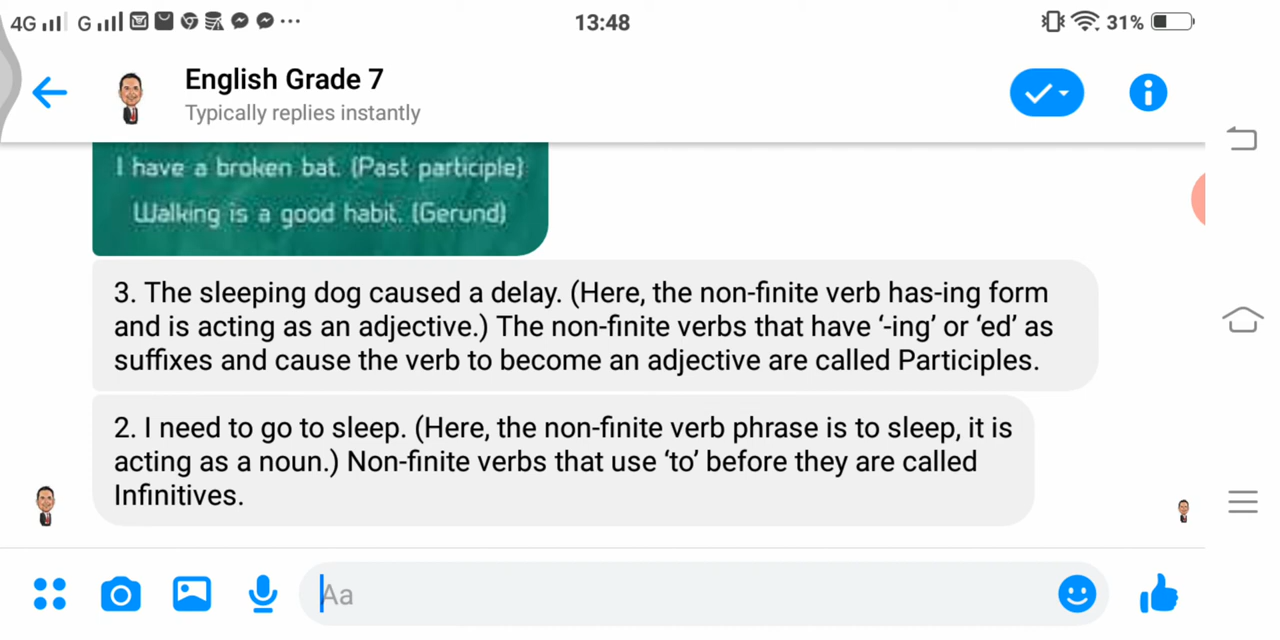 4G G 13:48 31%
English Grade 7
Typically replies instantly
I have a broken bat. (Past participle)
Walking is a good habit. (Gerund)
3. The sleeping dog caused a delay. (Here, the non-finite verb has-ing form
and is acting as an adjective.) The non-finite verbs that have ‘-ing’ or ‘ed’ as
suffixes and cause the verb to become an adjective are called Participles.
2. I need to go to sleep. (Here, the non-finite verb phrase is to sleep, it is
acting as a noun.) Non-finite verbs that use ‘to’ before they are called
Infinitives.
Aa